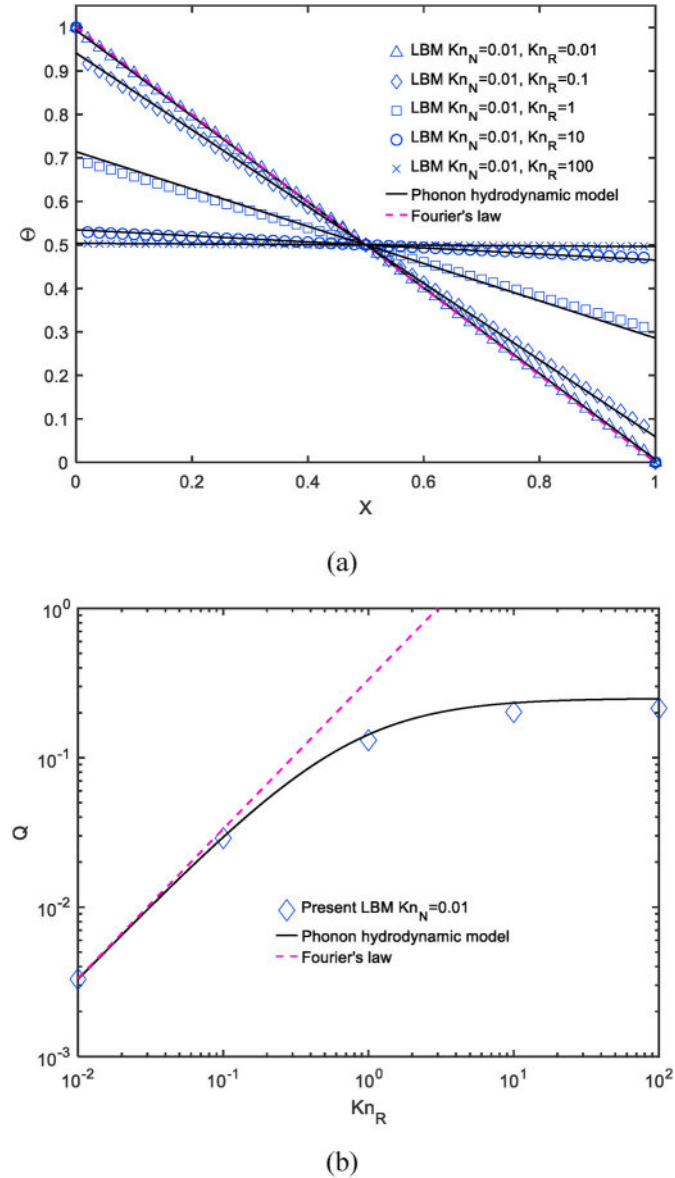 1
0.9
0.8
0.7
0.6
0.5
0.4
0.3
0.2
0.1
0
Θ
LBM Kn_N=0.01, Kn_R=0.01
LBM Kn_N=0.01, Kn_R=0.1
LBM Kn_N=0.01, Kn_R=1
LBM Kn_N=0.01, Kn_R=10
LBM Kn_N=0.01, Kn_R=100
Phonon hydrodynamic model
Fourier's law
0 0.2 0.4 0.6 0.8 1
X
(a)
10^0
10^-1
10^-2
10^-3
Q
Present LBM Kn_N=0.01
Phonon hydrodynamic model
Fourier's law
10^-2 10^-1 10^0 10^1 10^2
Kn_R
(b)